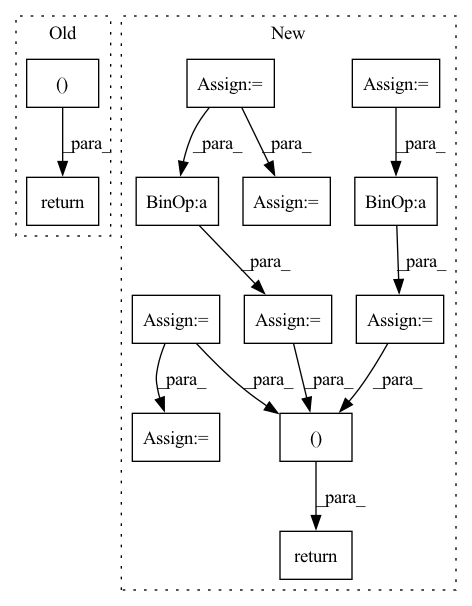 Old
New
()
Assign:=
Assign:=
_para_
_para_
_para_
_para_
return
BinOp:a
Assign:=
BinOp:a
_para_
_para_
Assign:=
Assign:=
Assign:=
_para_
_para_
_para_
_para_
Assign:=
()
_para_
return